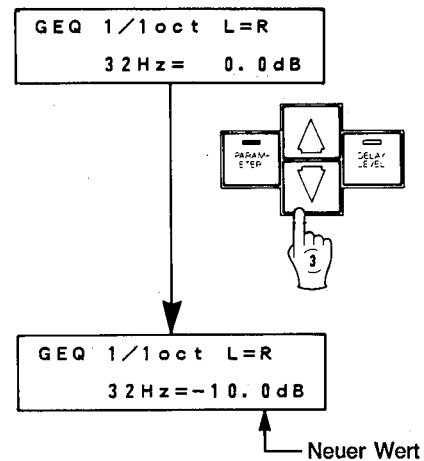 GEQ 1/1oct L=R
32Hz= 0.0dB
PARAM-
ETER
DELAY
LEVEL
3
GEQ 1/1oct L=R
32Hz=-10.0dB
Neuer Wert